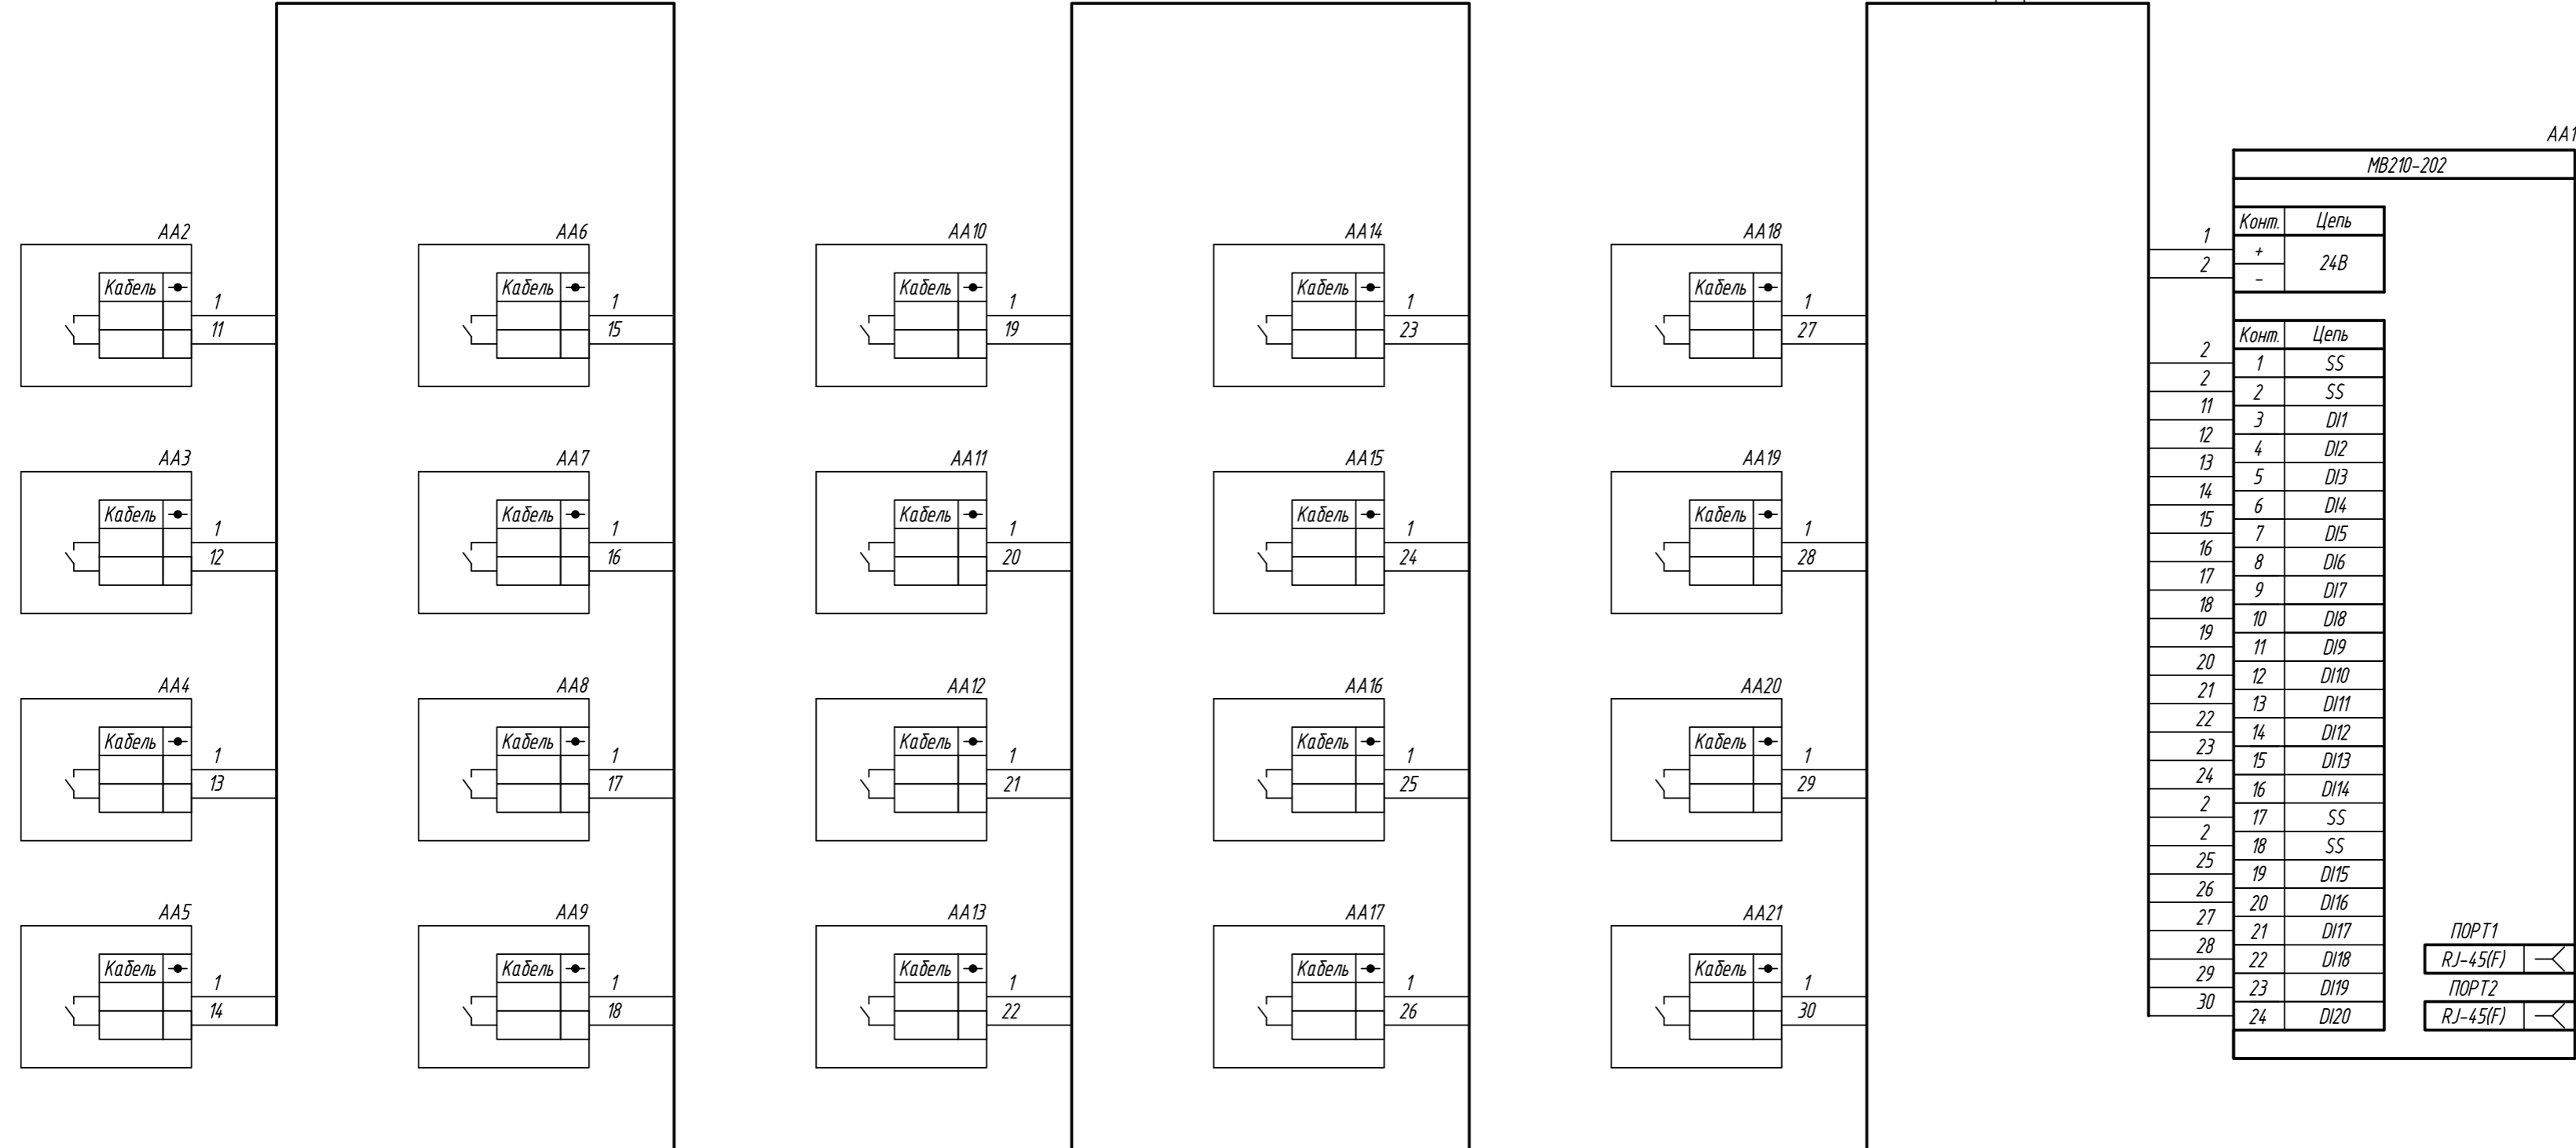 AA2
Кабель
1
11
AA3
Кабель
1
12
AA4
Кабель
1
13
AA5
Кабель
1
14
AA6
Кабель
1
15
AA7
Кабель
1
16
AA8
Кабель
1
17
AA9
Кабель
1
18
AA10
Кабель
1
19
AA11
Кабель
1
20
AA12
Кабель
1
21
AA13
Кабель
1
22
AA14
Кабель
1
23
AA15
Кабель
1
24
AA16
Кабель
1
25
AA17
Кабель
1
26
AA18
Кабель
1
27
AA19
Кабель
1
28
AA20
Кабель
1
29
AA21
Кабель
1
30
AA1
МВ210-202
Конт. Цепь
1 + 24В
2 -
Конт. Цепь
2 1 SS
2 2 SS
11 3 DI1
12 4 DI2
13 5 DI3
14 6 DI4
15 7 DI5
16 8 DI6
17 9 DI7
18 10 DI8
19 11 DI9
20 12 DI10
21 13 DI11
22 14 DI12
23 15 DI13
24 16 DI14
2 17 SS
2 18 SS
25 19 DI15
26 20 DI16
27 21 DI17
28 22 DI18
29 23 DI19
30 24 DI20
ПОРТ1
RJ-45(F)
ПОРТ2
RJ-45(F)